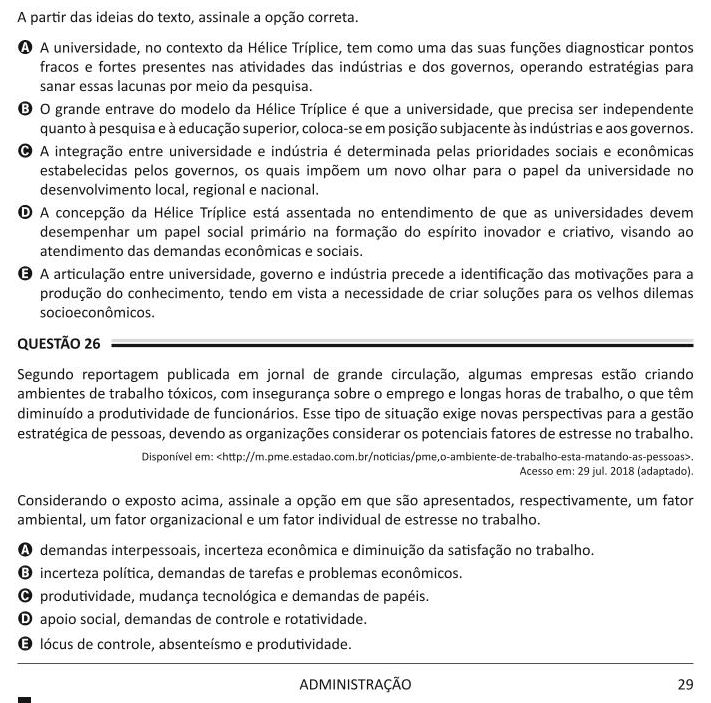 A partir das ideias do texto, assinale a opção correta.
A A universidade, no contexto da Hélice Tríplice, tem como uma das suas funções diagnosticar pontos
fracos e fortes presentes nas atividades das indústrias e dos governos, operando estratégias para
sanar essas lacunas por meio da pesquisa.
B O grande entrave do modelo da Hélice Tríplice é que a universidade, que precisa ser independente
quanto à pesquisa e à educação superior, coloca-se em posição subjacente às indústrias e aos governos.
C A integração entre universidade e indústria é determinada pelas prioridades sociais e econômicas
estabelecidas pelos governos, os quais impõem um novo olhar para o papel da universidade no
desenvolvimento local, regional e nacional.
D A concepção da Hélice Tríplice está assentada no entendimento de que as universidades devem
desempenhar um papel social primário na formação do espírito inovador e criativo, visando ao
atendimento das demandas econômicas e sociais.
E A articulação entre universidade, governo e indústria precede a identificação das motivações para a
produção do conhecimento, tendo em vista a necessidade de criar soluções para os velhos dilemas
socioeconômicos.
QUESTÃO 26
Segundo reportagem publicada em jornal de grande circulação, algumas empresas estão criando
ambientes de trabalho tóxicos, com insegurança sobre o emprego e longas horas de trabalho, o que têm
diminuído a produtividade de funcionários. Esse tipo de situação exige novas perspectivas para a gestão
estratégica de pessoas, devendo as organizações considerar os potenciais fatores de estresse no trabalho.
Disponível em: <http://m.pme.estadao.com.br/noticias/pme,o-ambiente-de-trabalho-esta-matando-as-pessoas>.
Acesso em: 29 jul. 2018 (adaptado).
Considerando o exposto acima, assinale a opção em que são apresentados, respectivamente, um fator
ambiental, um fator organizacional e um fator individual de estresse no trabalho.
A demandas interpessoais, incerteza econômica e diminuição da satisfação no trabalho.
B incerteza política, demandas de tarefas e problemas econômicos.
C produtividade, mudança tecnológica e demandas de papéis.
D apoio social, demandas de controle e rotatividade.
E lócus de controle, absenteísmo e produtividade.
ADMINISTRAÇÃO
29